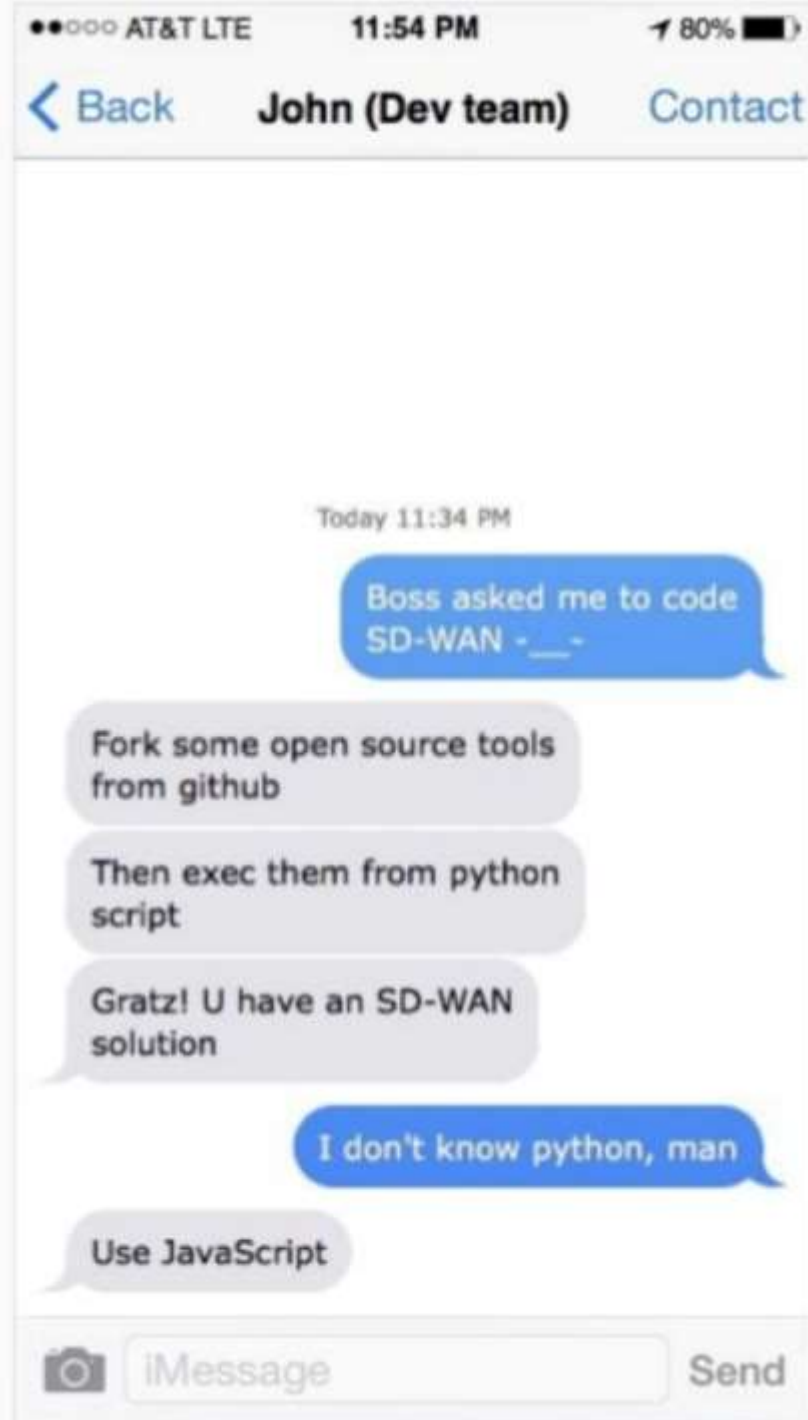 ●●○○○ AT&T LTE 11:54 PM 80%
Back John (Dev team) Contact
Today 11:34 PM
Boss asked me to code
SD-WAN -__-
Fork some open source tools
from github
Then exec them from python
script
Gratz! U have an SD-WAN
solution
I don't know python, man
Use JavaScript
iMessage Send